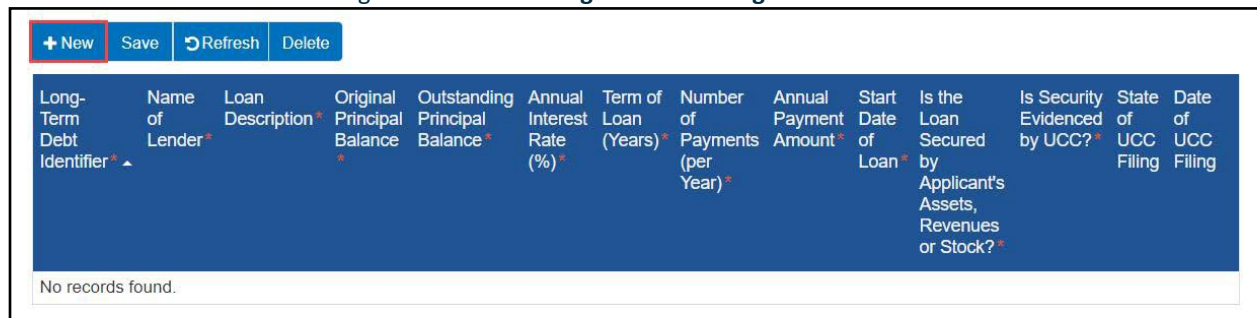 + New Save Refresh Delete
Long-Term Debt Identifier* Name of Lender* Loan Description* Original Principal Balance* Outstanding Principal Balance* Annual Interest Rate (%)* Term of Loan (Years)* Number of Payments (per Year)* Annual Payment Amount* Start Date of Loan* Is the Loan Secured by Applicant's Assets, Revenues or Stock?* Is Security Evidenced by UCC?* State of UCC Filing Date of UCC Filing
No records found.